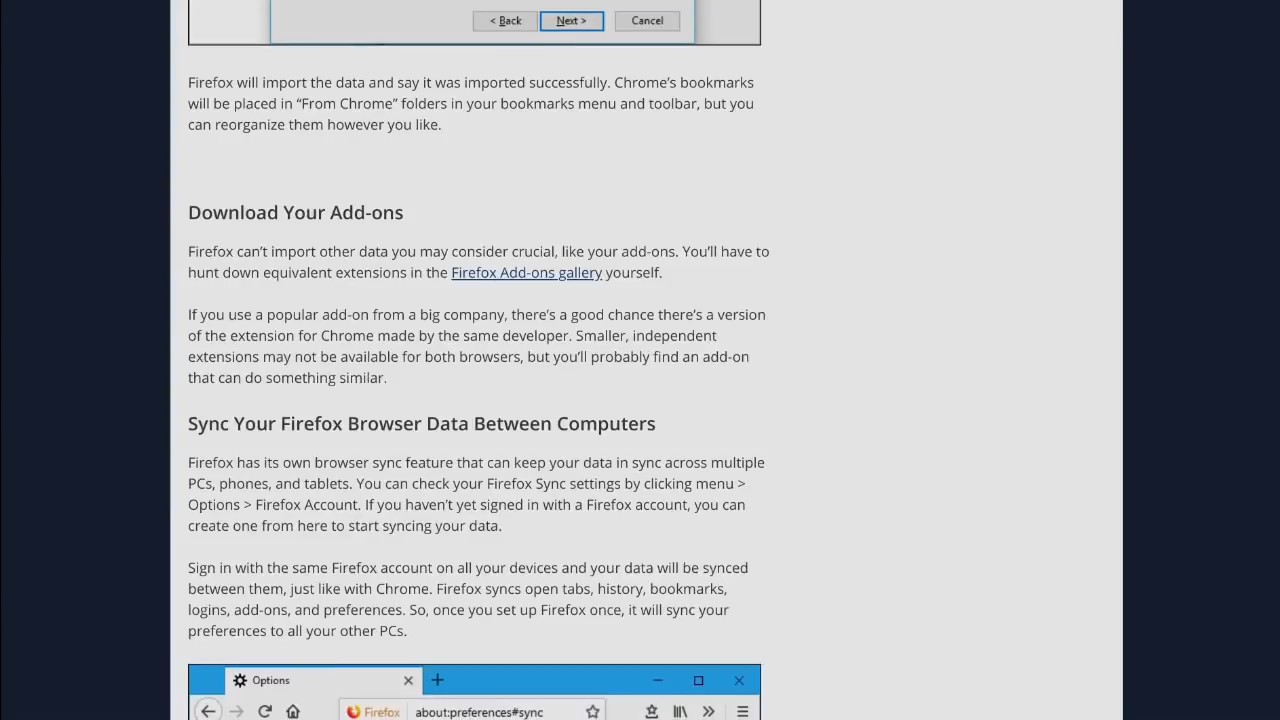 < Back Next > Cancel
Firefox will import the data and say it was imported successfully. Chrome’s bookmarks
will be placed in “From Chrome” folders in your bookmarks menu and toolbar, but you
can reorganize them however you like.
Download Your Add-ons
Firefox can’t import other data you may consider crucial, like your add-ons. You’ll have to
hunt down equivalent extensions in the Firefox Add-ons gallery yourself.
If you use a popular add-on from a big company, there’s a good chance there’s a version
of the extension for Chrome made by the same developer. Smaller, independent
extensions may not be available for both browsers, but you’ll probably find an add-on
that can do something similar.
Sync Your Firefox Browser Data Between Computers
Firefox has its own browser sync feature that can keep your data in sync across multiple
PCs, phones, and tablets. You can check your Firefox Sync settings by clicking menu >
Options > Firefox Account. If you haven’t yet signed in with a Firefox account, you can
create one from here to start syncing your data.
Sign in with the same Firefox account on all your devices and your data will be synced
between them, just like with Chrome. Firefox syncs open tabs, history, bookmarks,
logins, add-ons, and preferences. So, once you set up Firefox once, it will sync your
preferences to all your other PCs.
Options
Firefox about:preferences#sync